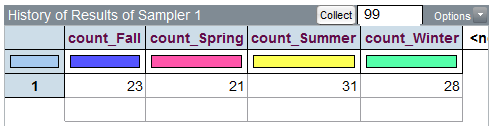 History of Results of Sampler 1 Collect 99 Options
count_Fall count_Spring count_Summer count_Winter <n
1 23 21 31 28